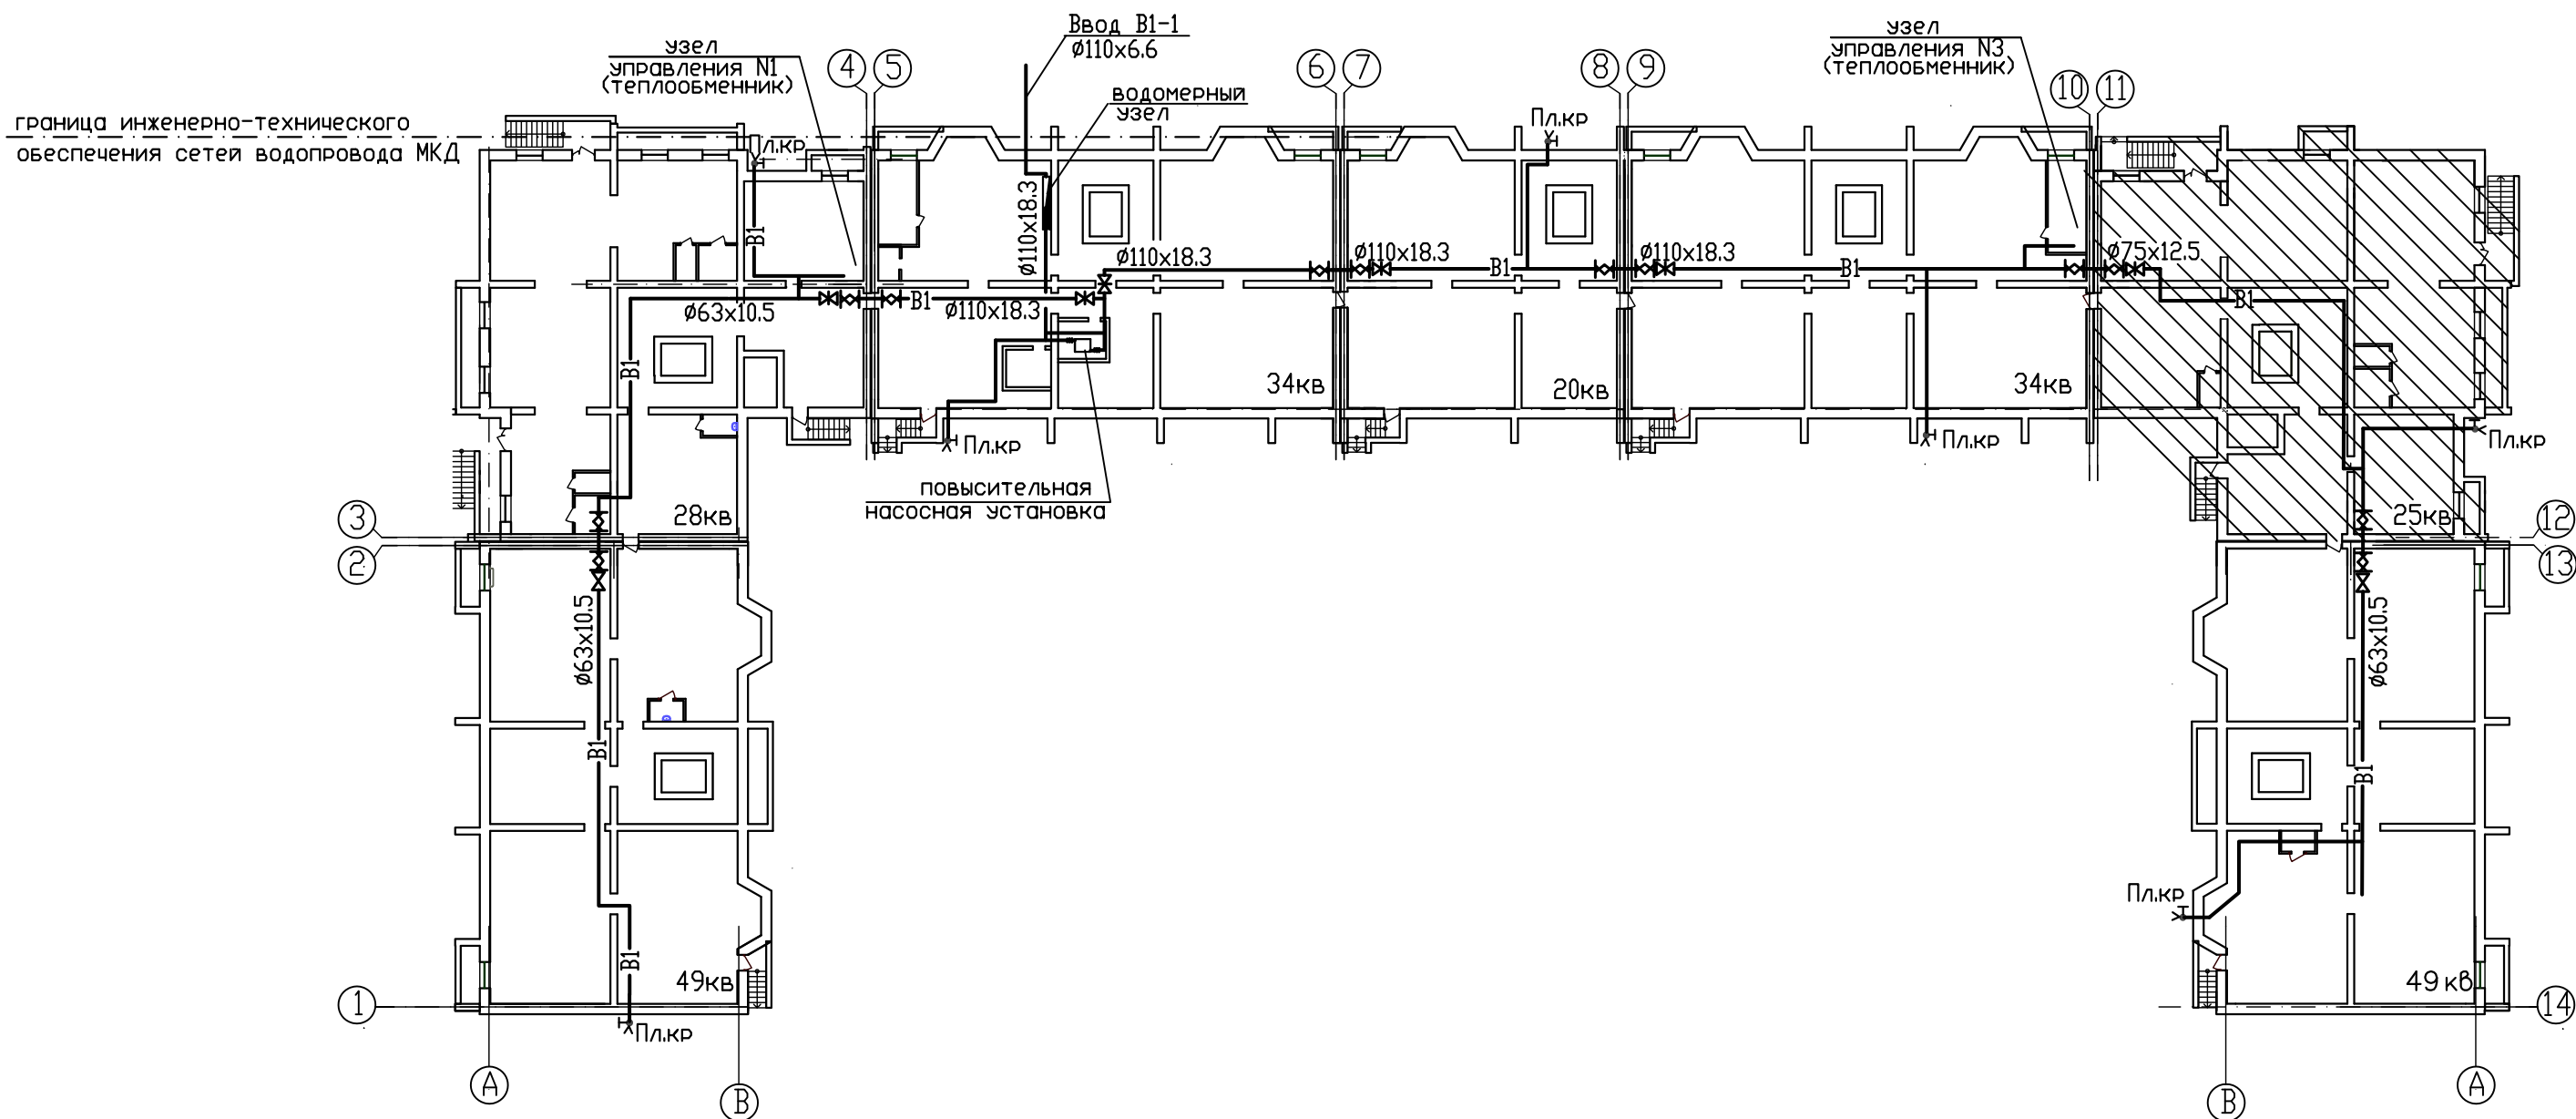 Ввод В1-1
Ø110х6.6
узел
управления N1
(теплообменник)
4
5
6
7
8
9
узел
управления N3
(теплообменник)
10
11
водомерный
узел
граница инженерно-технического
обеспечения сетей водопровода МКД
Пл.кр
Пл.кр
В1
Ø110х18.3
Ø110х18.3
Ø110х18.3
Ø110х18.3
Ø75х12.5
В1
В1
В1
В1
Ø63х10.5
Ø110х18.3
В1
34кв
20кв
34кв
Пл.кр
Пл.кр
Пл.кр
повысительная
насосная установка
28кв
25кв
3
2
12
13
Ø63х10.5
Ø63х10.5
В1
В1
Пл.кр
В1
49кв
49кв
1
14
Пл.кр
А
В
В
А